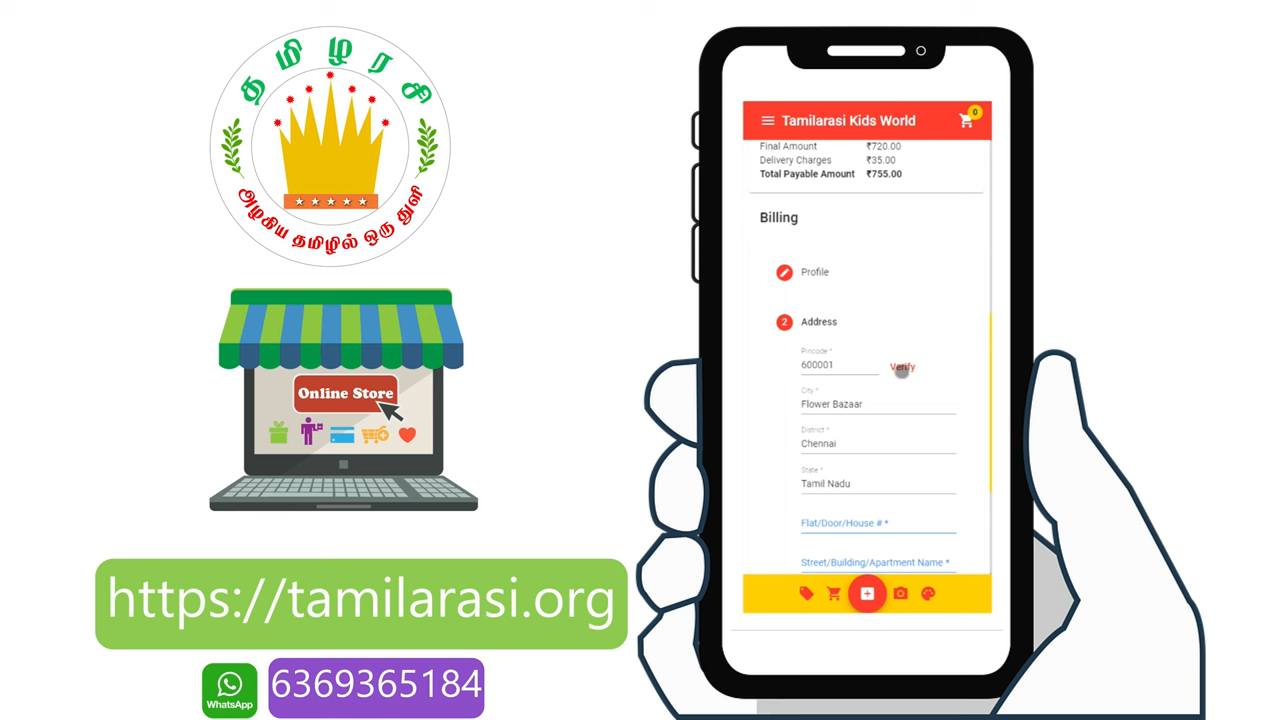 தமிழரசி
அழகிய தமிழில் ஒரு துளி
Online Store
https://tamilarasi.org
WhatsApp
6369365184
Tamilarasi Kids World
0
Final Amount ₹720.00
Delivery Charges ₹35.00
Total Payable Amount ₹755.00
Billing
Profile
2 Address
Pincode *
600001 Verify
City *
Flower Bazaar
District *
Chennai
State *
Tamil Nadu
Flat/Door/House # *
Street/Building/Apartment Name *